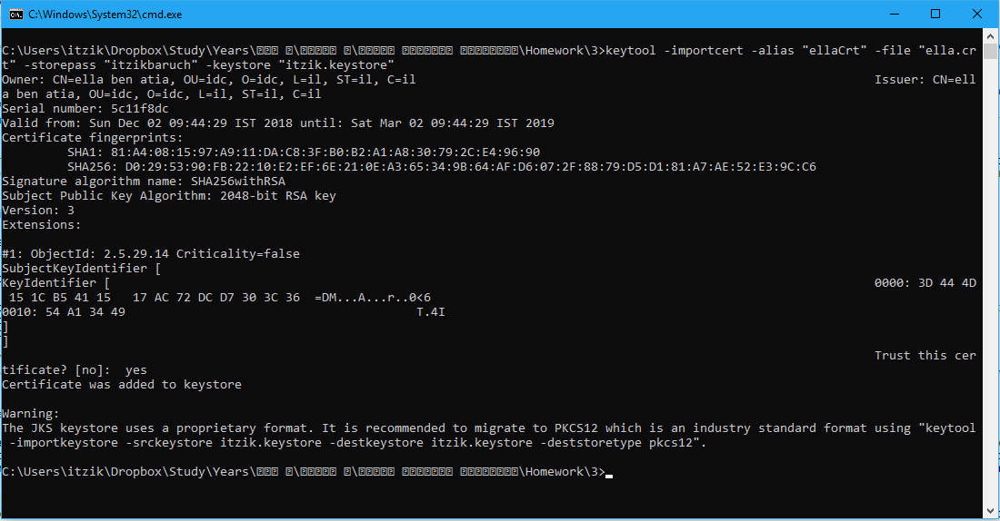 C:\Windows\System32\cmd.exe
C:\Users\itzik\Dropbox\Study\Years\ \ \ \Homework\3>keytool -importcert -alias "ellaCrt" -file "ella.cr
t" -storepass "itzikbaruch" -keystore "itzik.keystore"
Owner: CN=ella ben atia, OU=idc, O=idc, L=il, ST=il, C=il Issuer: CN=ell
a ben atia, OU=idc, O=idc, L=il, ST=il, C=il
Serial number: 5c11f8dc
Valid from: Sun Dec 02 09:44:29 IST 2018 until: Sat Mar 02 09:44:29 IST 2019
Certificate fingerprints:
SHA1: 81:A4:08:15:97:A9:11:DA:C8:3F:B0:B2:A1:A8:30:79:2C:E4:96:90
SHA256: D0:29:53:90:FB:22:10:E2:EF:6E:21:0E:A3:65:34:9B:64:AF:D6:07:2F:88:79:D5:D1:81:A7:AE:52:E3:9C:C6
Signature algorithm name: SHA256withRSA
Subject Public Key Algorithm: 2048-bit RSA key
Version: 3
Extensions:
#1: ObjectId: 2.5.29.14 Criticality=false
SubjectKeyIdentifier [
KeyIdentifier [ 0000: 3D 44 4D
15 1C B5 41 15 17 AC 72 DC D7 30 3C 36 =DM...A...r..0<6
0010: 54 A1 34 49 T.4I
]
]
Trust this cer
tificate? [no]: yes
Certificate was added to keystore
Warning:
The JKS keystore uses a proprietary format. It is recommended to migrate to PKCS12 which is an industry standard format using "keytool
-importkeystore -srckeystore itzik.keystore -destkeystore itzik.keystore -deststoretype pkcs12".
C:\Users\itzik\Dropbox\Study\Years\ \ \ \Homework\3>